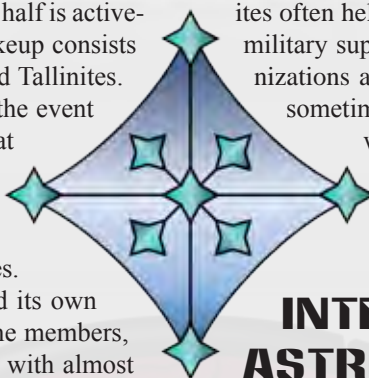 half is active-
keup consists
d Tallinites.
the event
at
es.
d its own
ne members,
with almost
ites often hel
military sup
nizations a
sometim
INTE
ASTR